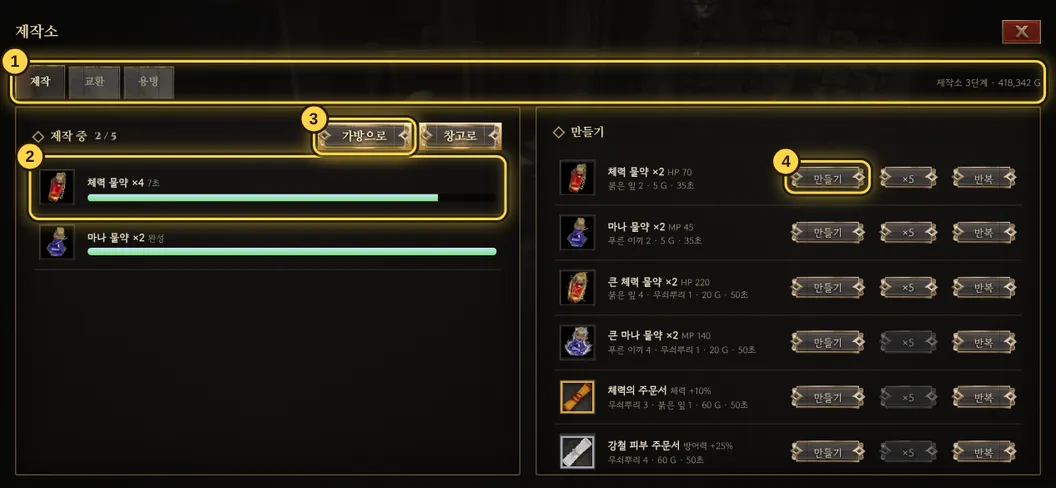 제작소
X
1
제작 교환 용병
제작소 3단계 · 418,342 G
제작 중 2 / 5
3
가방으로
창고로
2
체력 물약 ×4 7초
마나 물약 ×2 완성
만들기
4
체력 물약 ×2 HP 70
붉은 잎 2 · 5 G · 35초
만들기 ×5 반복
마나 물약 ×2 MP 45
푸른 이끼 2 · 5 G · 35초
만들기 ×5 반복
큰 체력 물약 ×2 HP 220
붉은 잎 4 · 무쇠뿌리 1 · 20 G · 50초
만들기 ×5 반복
큰 마나 물약 ×2 MP 140
푸른 이끼 4 · 무쇠뿌리 1 · 20 G · 50초
만들기 ×5 반복
체력의 주문서 체력 +10%
무쇠뿌리 3 · 붉은 잎 1 · 60 G · 50초
만들기 ×5 반복
강철 피부 주문서 방어력 +25%
무쇠뿌리 4 · 60 G · 50초
만들기 ×5 반복